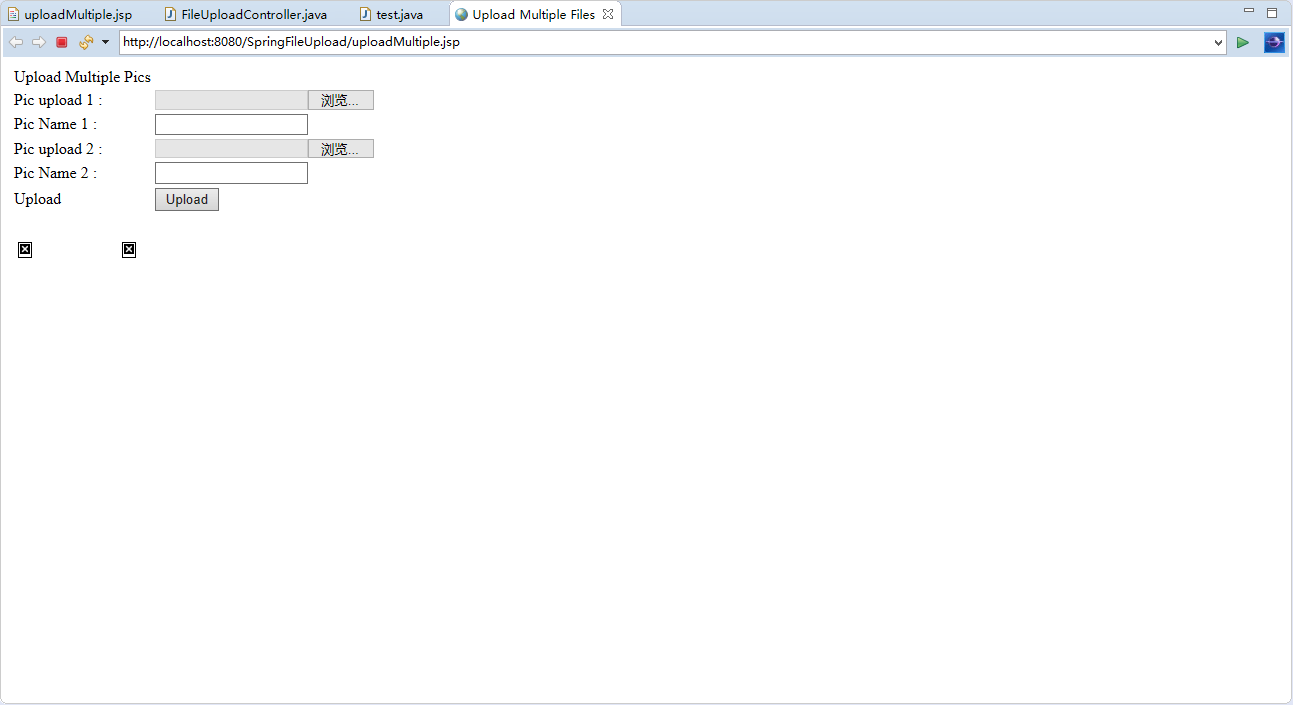 uploadMultiple.jsp FileUploadController.java test.java Upload Multiple Files
http://localhost:8080/SpringFileUpload/uploadMultiple.jsp
Upload Multiple Pics
Pic upload 1 : 浏览...
Pic Name 1 :
Pic upload 2 : 浏览...
Pic Name 2 :
Upload Upload